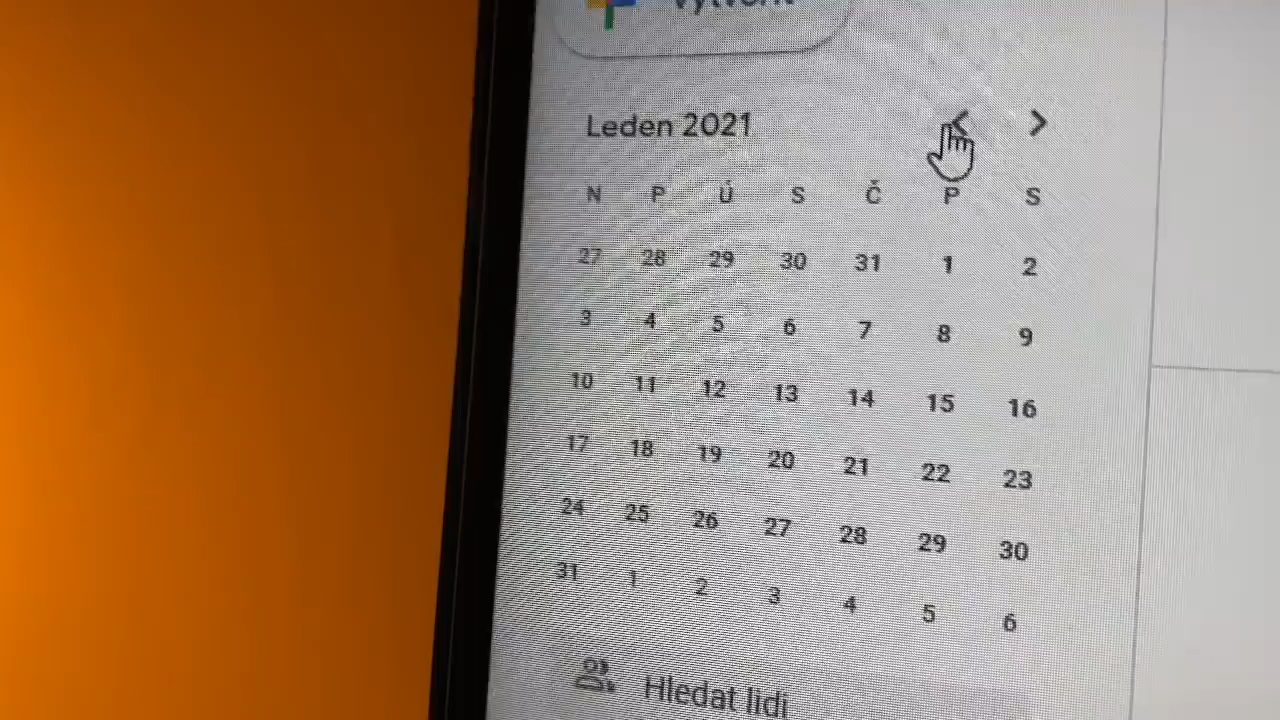 Vytvořit
Leden 2021
N P Ú S Č P S
27 28 29 30 31 1 2
3 4 5 6 7 8 9
10 11 12 13 14 15 16
17 18 19 20 21 22 23
24 25 26 27 28 29 30
31 1 2 3 4 5 6
Hledat lidi